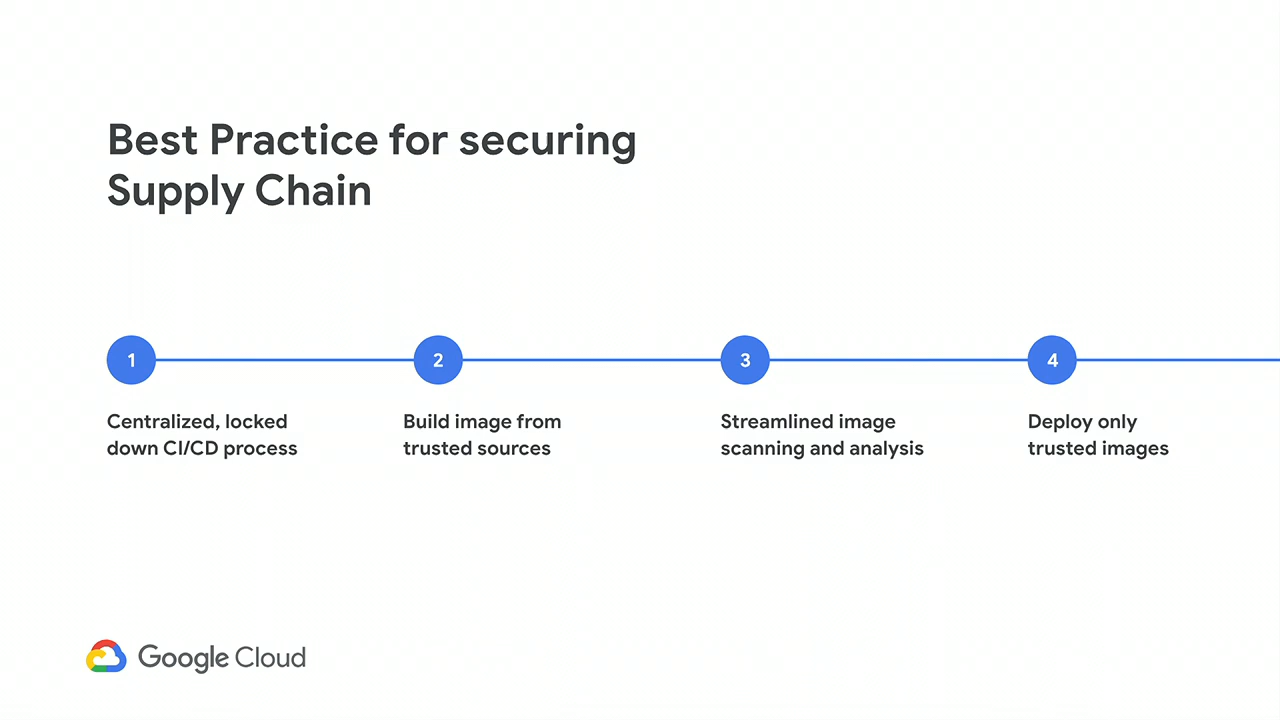 Best Practice for securing
Supply Chain
1
2
3
4
Centralized, locked
down CI/CD process
Build image from
trusted sources
Streamlined image
scanning and analysis
Deploy only
trusted images
Google Cloud